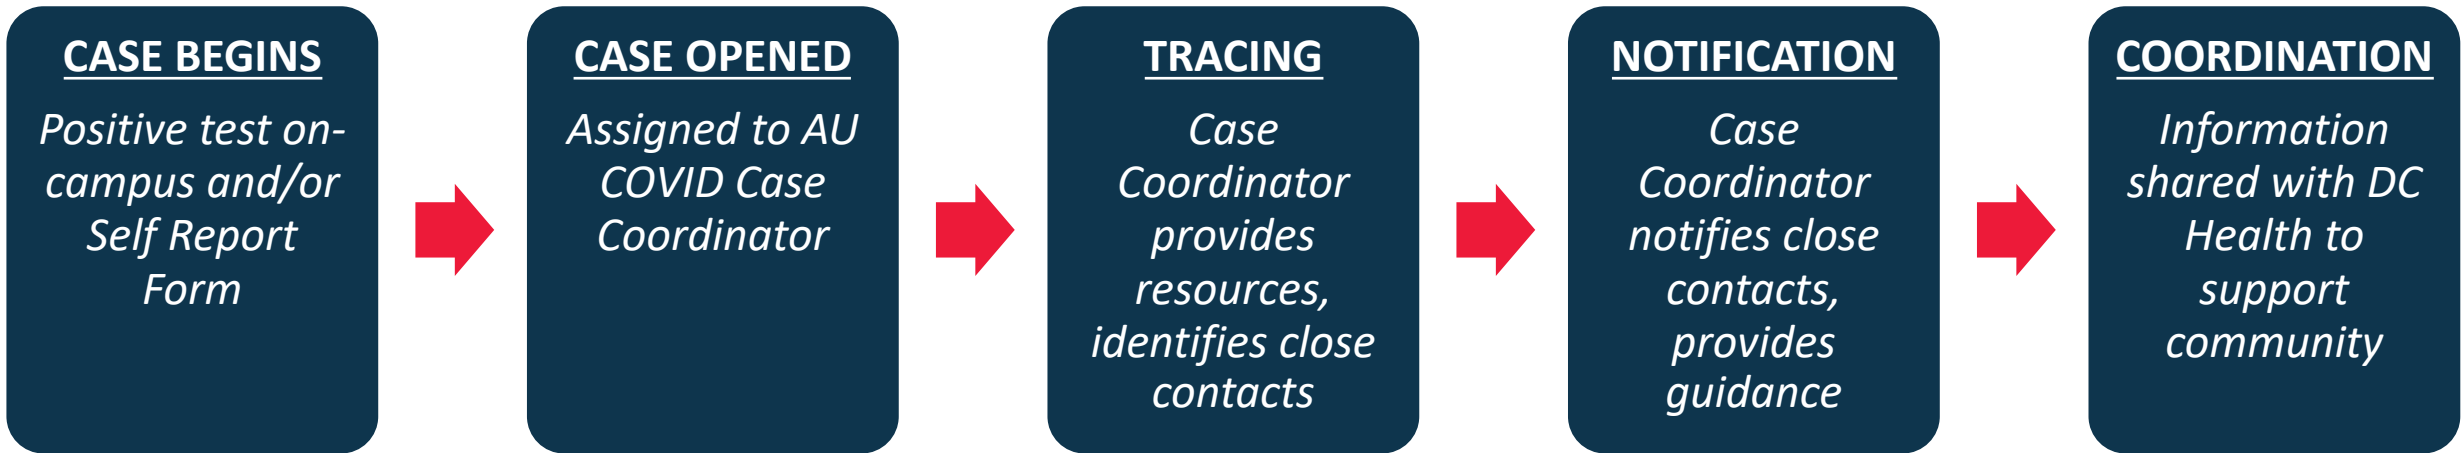 CASE BEGINS
Positive test on-
campus and/or
Self Report
Form
CASE OPENED
Assigned to AU
COVID Case
Coordinator
TRACING
Case
Coordinator
provides
resources,
identifies close
contacts
NOTIFICATION
Case
Coordinator
notifies close
contacts,
provides
guidance
COORDINATION
Information
shared with DC
Health to
support
community